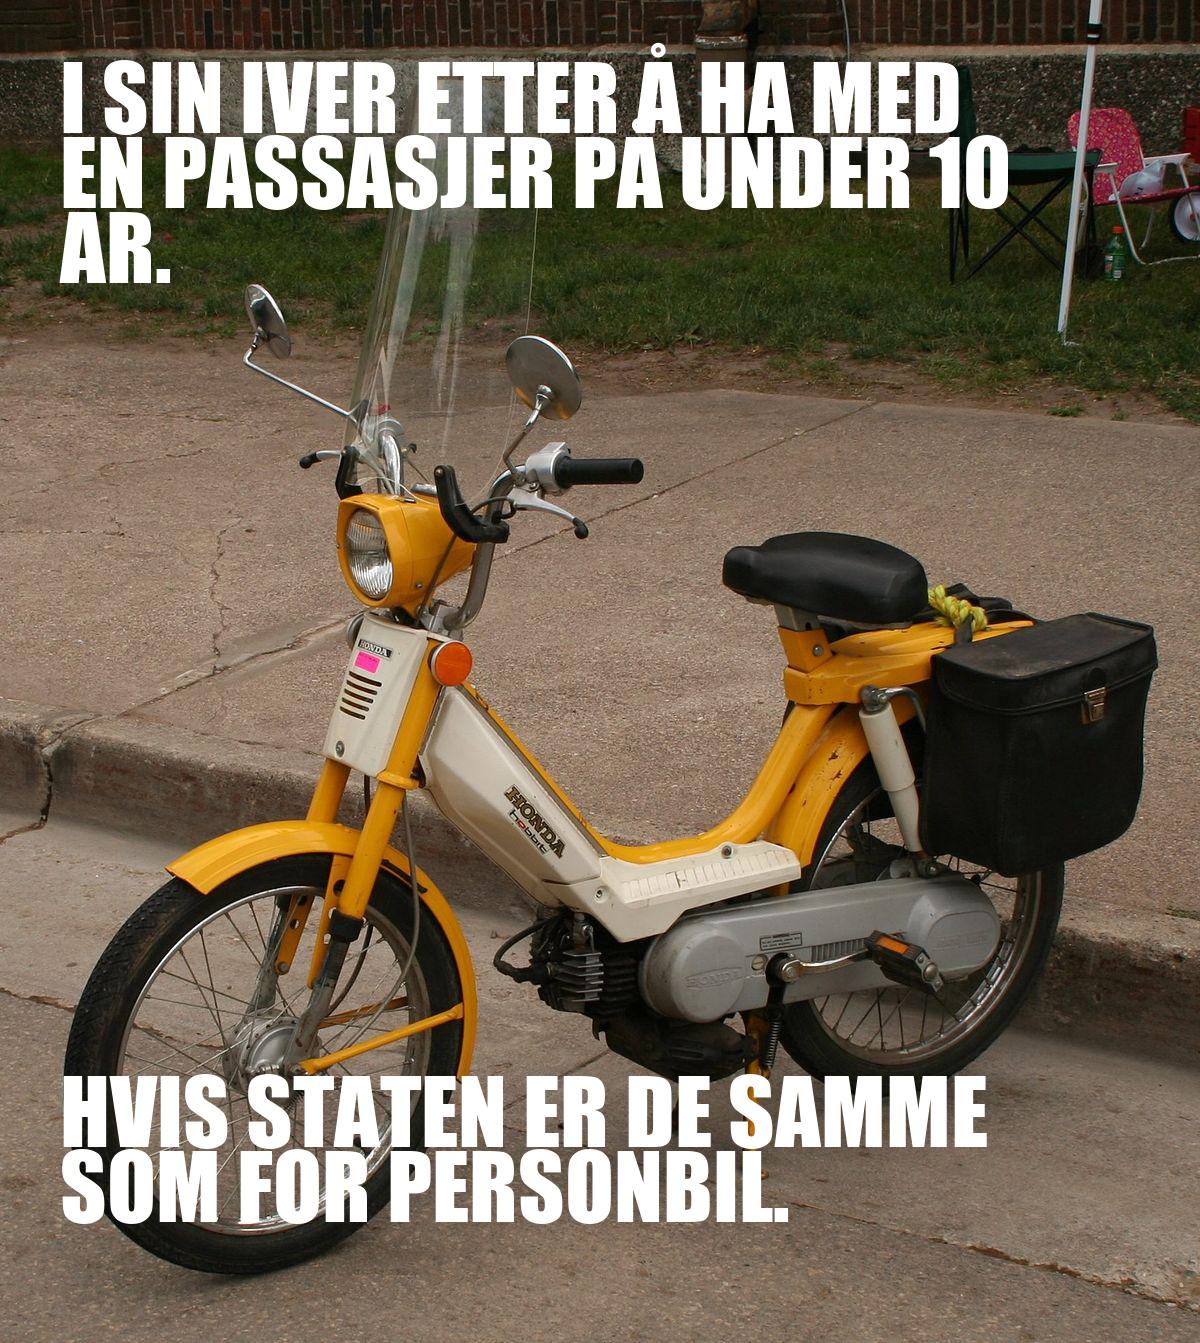 I SIN IVER ETTER Å HA MED
EN PASSASJER PÅ UNDER 10
ÅR.
HONDA
HONDA
hobbit
HONDA
HVIS STATEN ER DE SAMME
SOM FOR PERSONBIL.